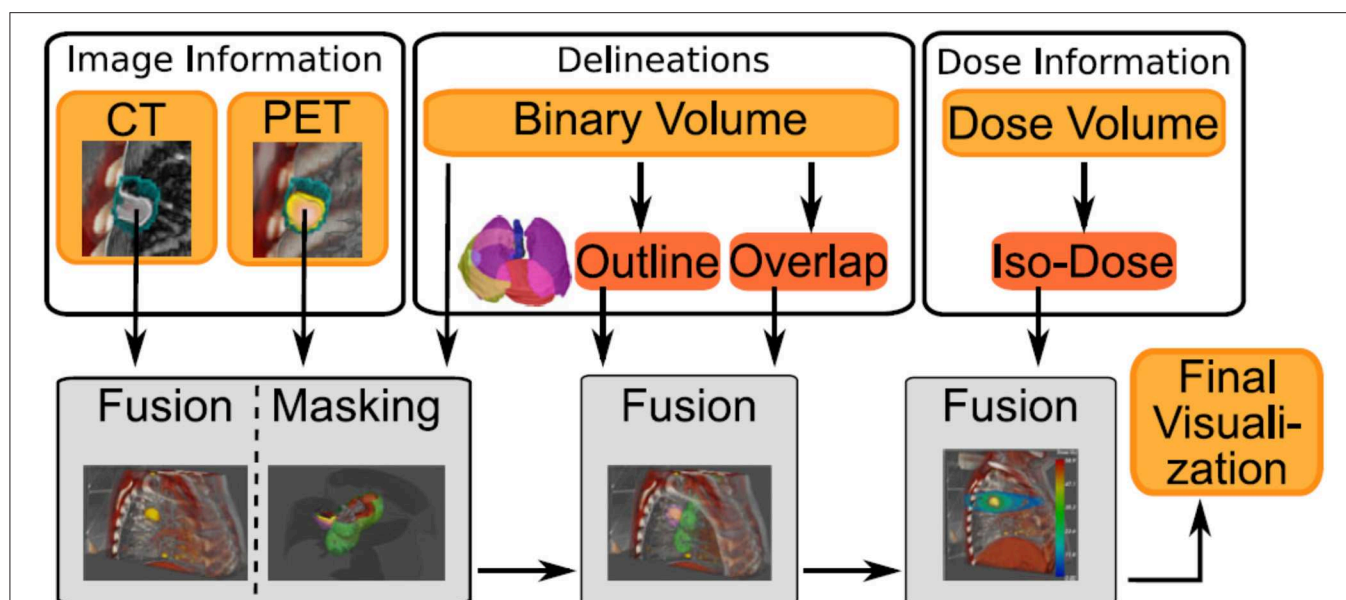 Image Information
CT
PET
Delineations
Binary Volume
Outline
Overlap
Dose Information
Dose Volume
Iso-Dose
Fusion
Masking
Fusion
Fusion
Final
Visuali-
zation